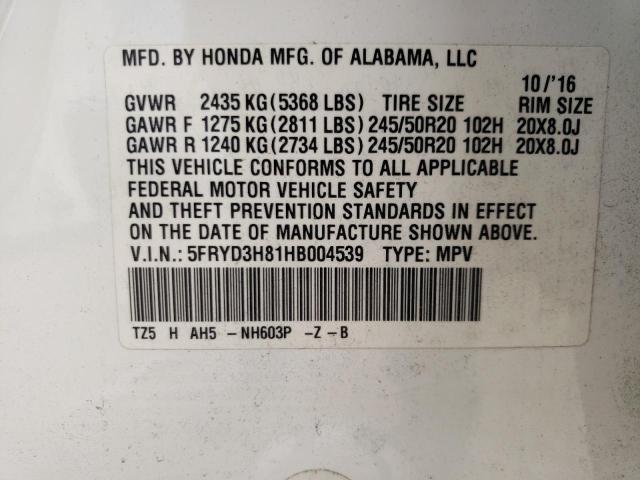 MFD. BY HONDA MFG. OF ALABAMA, LLC
10/'16
GVWR 2435 KG(5368 LBS) TIRE SIZE RIM SIZE
GAWR F 1275 KG(2811 LBS) 245/50R20 102H 20X8.0J
GAWR R 1240 KG(2734 LBS) 245/50R20 102H 20X8.0J
THIS VEHICLE CONFORMS TO ALL APPLICABLE
FEDERAL MOTOR VEHICLE SAFETY
AND THEFT PREVENTION STANDARDS IN EFFECT
ON THE DATE OF MANUFACTURE SHOWN ABOVE.
V.I.N.: 5FRYD3H81HB004539 TYPE: MPV
TZ5 H AH5 - NH603P -Z-B